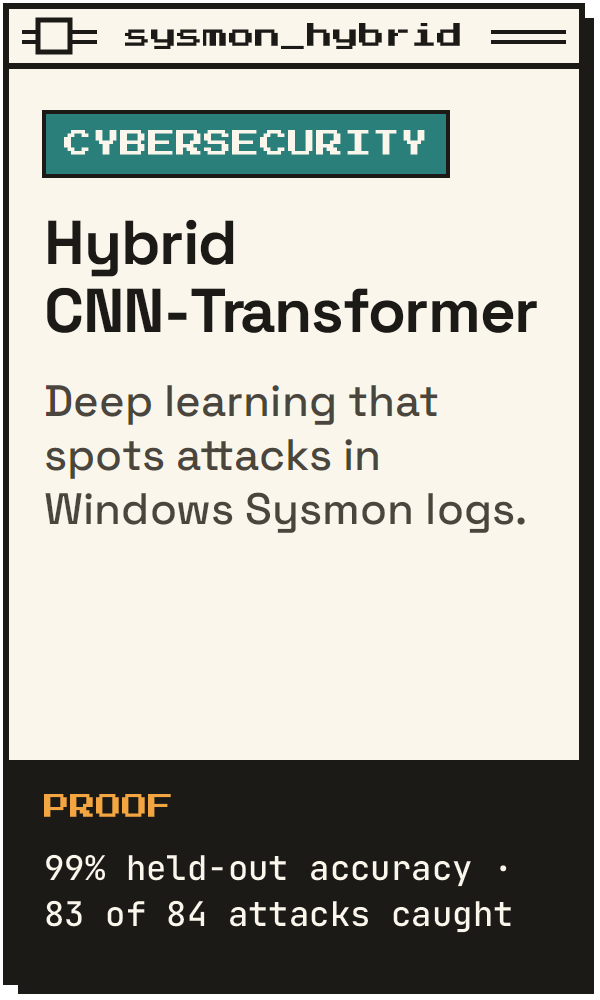 sysmon_hybrid
CYBERSECURITY
Hybrid
CNN-Transformer
Deep learning that
spots attacks in
Windows Sysmon logs.
PROOF
99% held-out accuracy ·
83 of 84 attacks caught